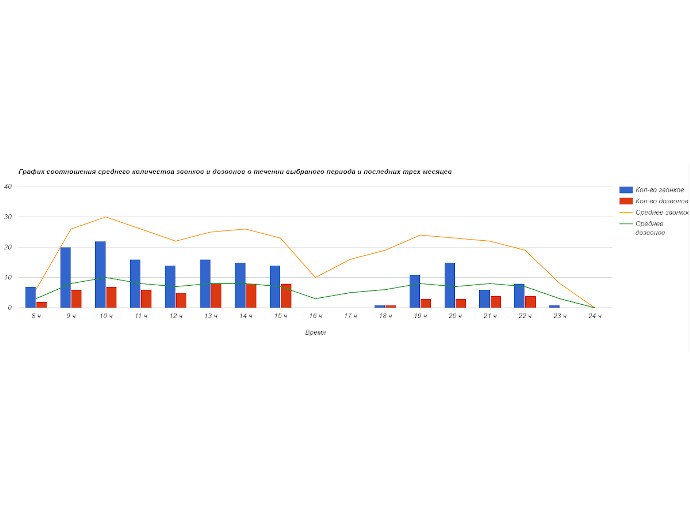 График соотношения среднего количества звонков и дозвонов в течении выбраного периода и последних трех месяцев
40
30
20
10
0
8 ч 9 ч 10 ч 11 ч 12 ч 13 ч 14 ч 15 ч 16 ч 17 ч 18 ч 19 ч 20 ч 21 ч 22 ч 23 ч 24 ч
Время
Кол-во звонков
Кол-во дозвонов
Среднее звонков
Среднее
дозвонов